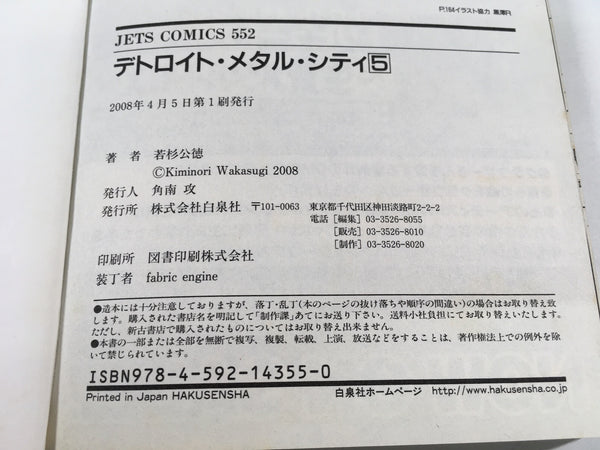 P.164イラスト協力 黒澤R
JETS COMICS 552
デトロイト・メタル・シティ5
2008年4月5日第1刷発行
著者 若杉公徳
©Kiminori Wakasugi 2008
発行人 角南 攻
発行所 株式会社白泉社 〒101-0063 東京都千代田区神田淡路町2-2-2
電話 [編集] 03-3526-8055
[販売] 03-3526-8010
[制作] 03-3526-8020
印刷所 図書印刷株式会社
装丁者 fabric engine
●造本には十分注意しておりますが、落丁・乱丁(本のページの抜け落ちや順序の間違い)の場合はお取り替え致
します。購入された書店名を明記して「制作課」あてにお送り下さい。送料小社負担にてお取り替えいたします。
ただし、新古書店で購入されたものについてはお取り替え出来ません。
●本書の一部または全部を無断で複写、複製、転載、上演、放送などをすることは、著作権法上での例外を除
いて禁じられています。
ISBN978-4-592-14355-0
Printed in Japan HAKUSENSHA 白泉社ホームページ http://www.hakusensha.co.jp